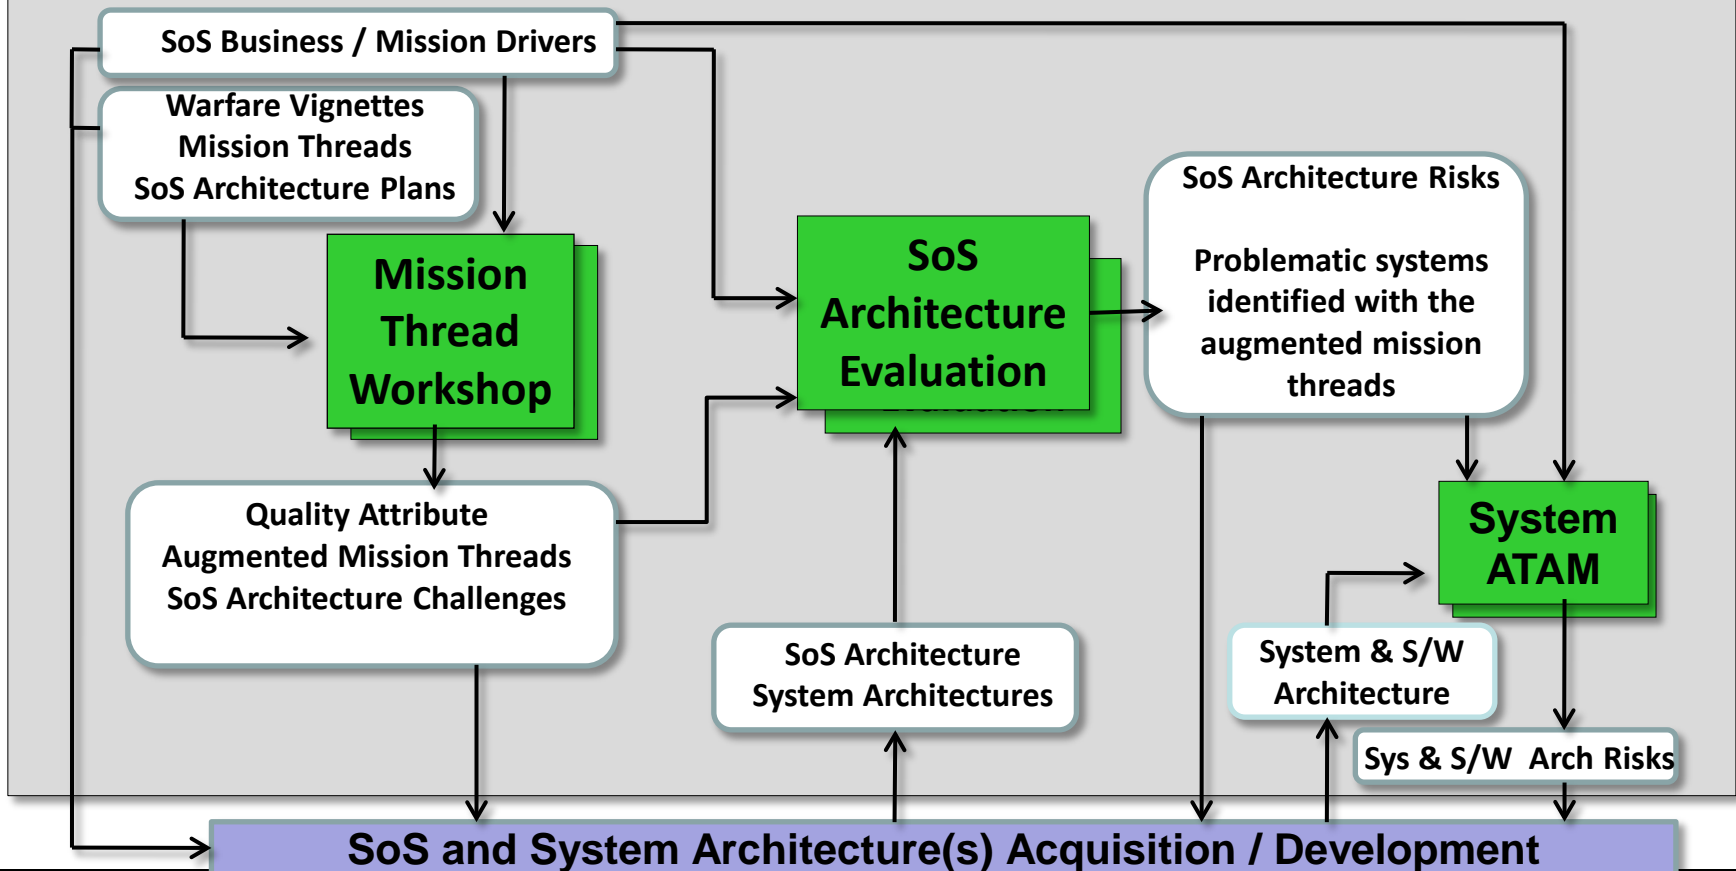 SoS Business / Mission Drivers
Warfare Vignettes
Mission Threads
SoS Architecture Plans
Mission
Thread
Workshop
Quality Attribute
Augmented Mission Threads
SoS Architecture Challenges
SoS
Architecture
Evaluation
SoS Architecture
System Architectures
SoS Architecture Risks
Problematic systems
identified with the
augmented mission
threads
System
ATAM
System & S/W
Architecture
Sys & S/W Arch Risks
SoS and System Architecture(s) Acquisition / Development